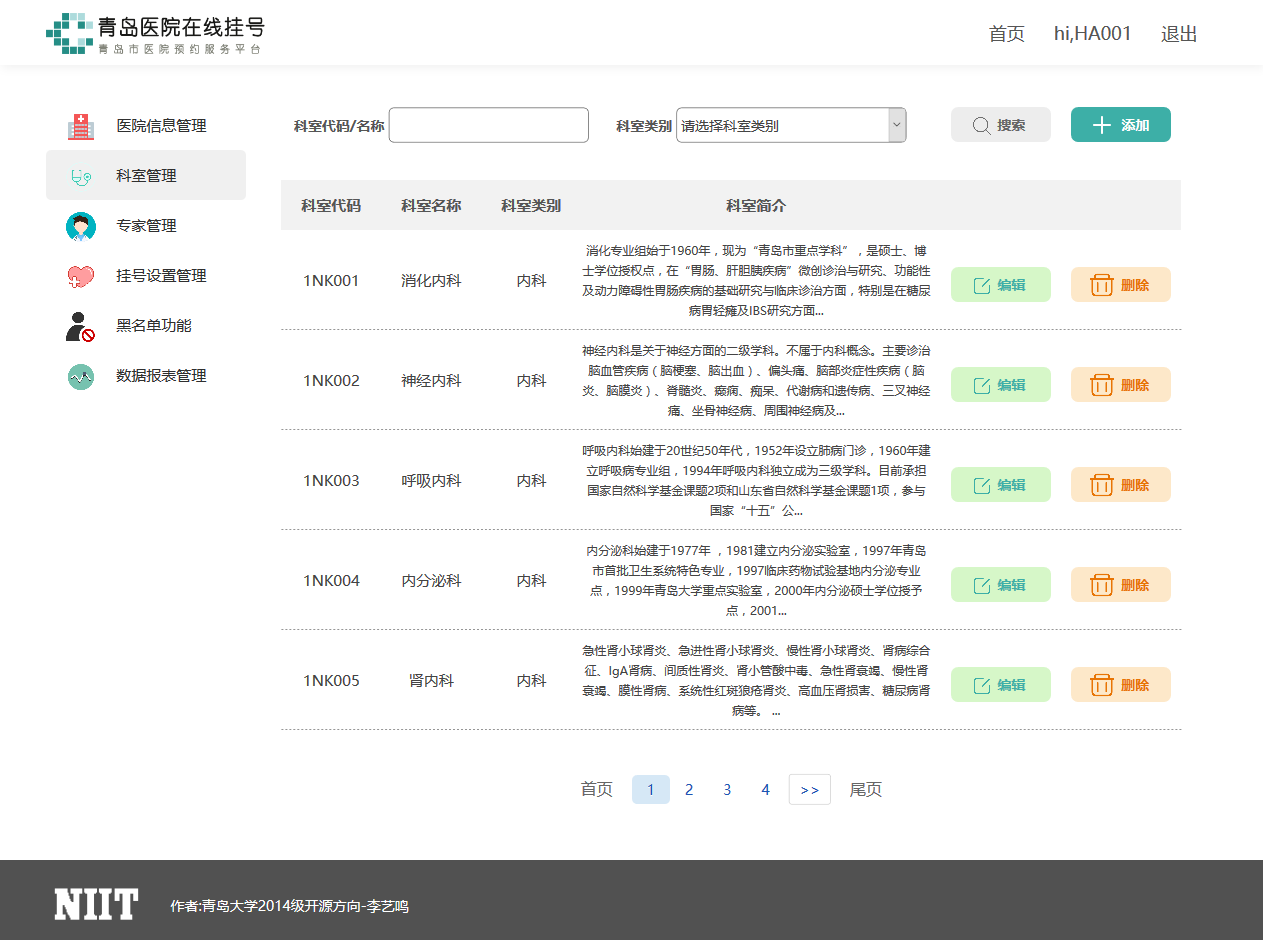 青岛医院在线挂号
青岛市医院预约服务平台
首页 hi,HA001 退出
医院信息管理
科室管理
专家管理
挂号设置管理
黑名单功能
数据报表管理
科室代码/名称 科室类别 请选择科室类别 搜索 添加
科室代码 科室名称 科室类别 科室简介
1NK001 消化内科 内科
消化专业组始于1960年，现为“青岛市重点学科”，是硕士、博
士学位授权点，在“胃肠、肝胆胰疾病”微创诊治与研究、功能性
及动力障碍性胃肠疾病的基础研究与临床诊治方面，特别是在糖尿
病胃轻瘫及IBS研究方面...
编辑 删除
1NK002 神经内科 内科
神经内科是关于神经方面的二级学科。不属于内科概念。主要诊治
脑血管疾病（脑梗塞、脑出血）、偏头痛、脑部炎症性疾病（脑
炎、脑膜炎）、脊髓炎、癫痫、痴呆、代谢病和遗传病、三叉神经
痛、坐骨神经病、周围神经病及...
编辑 删除
1NK003 呼吸内科 内科
呼吸内科始建于20世纪50年代，1952年设立肺病门诊，1960年建
立呼吸病专业组，1994年呼吸内科独立成为三级学科。目前承担
国家自然科学基金课题2项和山东省自然科学基金课题1项，参与
国家“十五”公...
编辑 删除
1NK004 内分泌科 内科
内分泌科始建于1977年 ，1981建立内分泌实验室，1997年青岛
市首批卫生系统特色专业，1997临床药物试验基地内分泌专业
点，1999年青岛大学重点实验室，2000年内分泌硕士学位授予
点，2001...
编辑 删除
1NK005 肾内科 内科
急性肾小球肾炎、急进性肾小球肾炎、慢性肾小球肾炎、肾病综合
征、IgA肾病、间质性肾炎、肾小管酸中毒、急性肾衰竭、慢性肾
衰竭、膜性肾病、系统性红斑狼疮肾炎、高血压肾损害、糖尿病肾
病等。 ...
编辑 删除
首页 1 2 3 4 >> 尾页
NIIT 作者:青岛大学2014级开源方向-李艺鸣